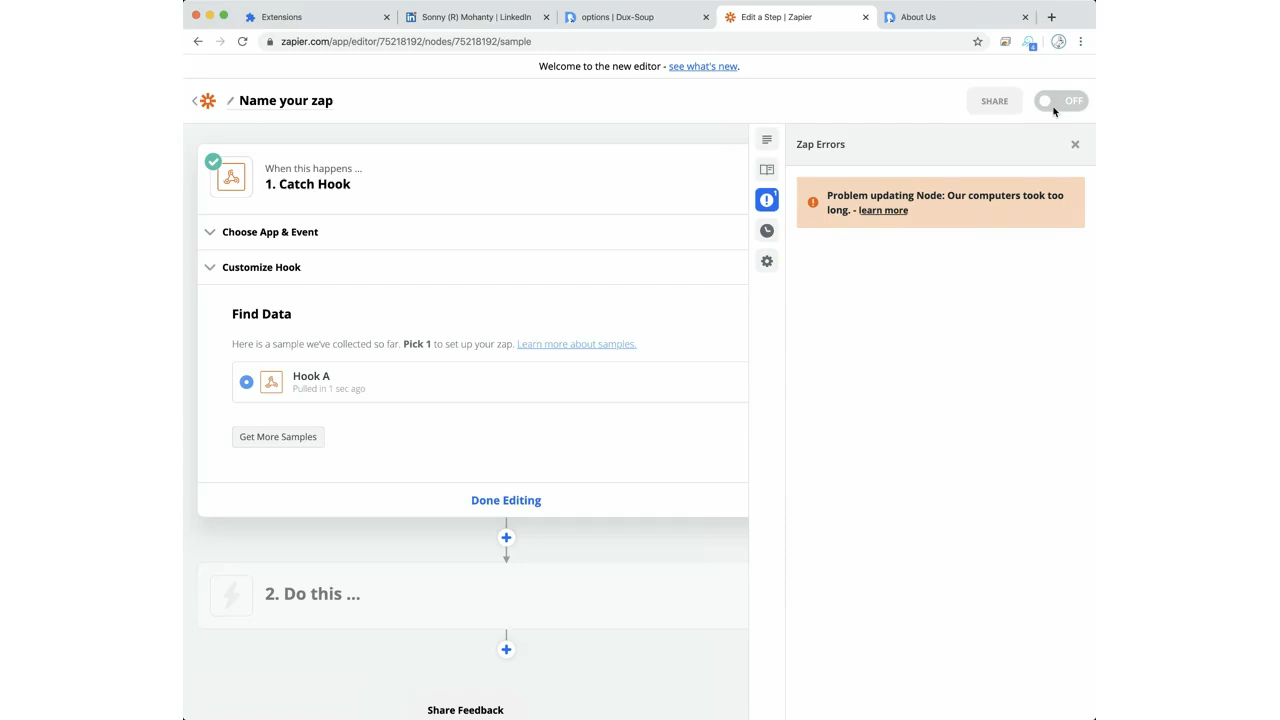 Extensions
Sonny (R) Mohanty | LinkedIn
options | Dux-Soup
Edit a Step | Zapier
About Us
zapier.com/app/editor/75218192/nodes/75218192/sample
4
Welcome to the new editor - see what's new.
Name your zap
SHARE
OFF
When this happens ...
1. Catch Hook
Choose App & Event
Customize Hook
Find Data
Here is a sample we've collected so far. Pick 1 to set up your zap. Learn more about samples.
Hook A
Pulled in 1 sec ago
Get More Samples
Done Editing
2. Do this ...
Share Feedback
1
Zap Errors
Problem updating Node: Our computers took too
long. - learn more